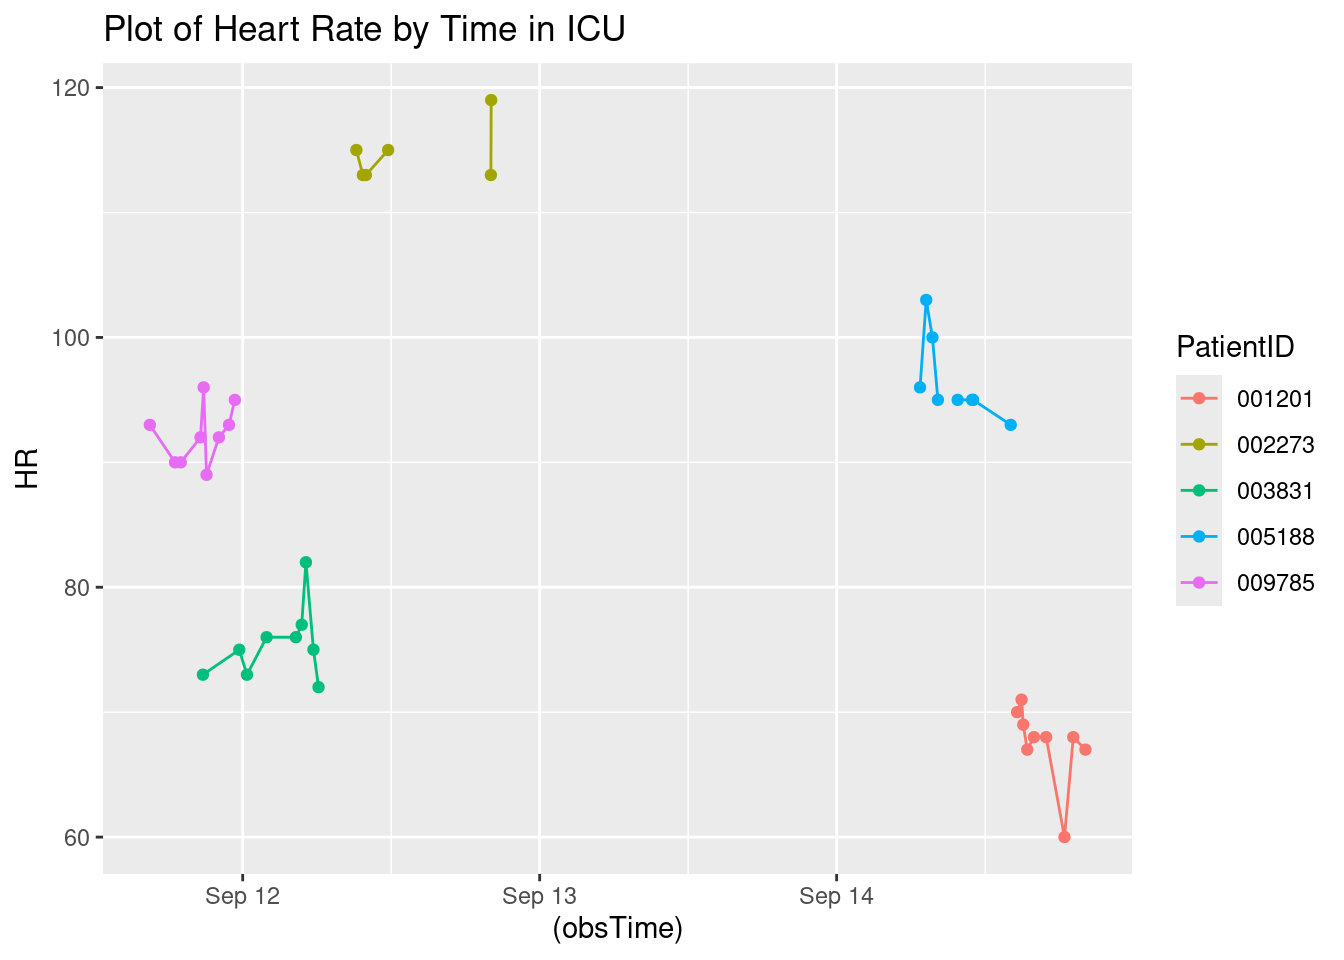 Plot of Heart Rate by Time in ICU
120
100
80
60
HR
Sep 12
Sep 13
Sep 14
(obsTime)
PatientID
001201
002273
003831
005188
009785